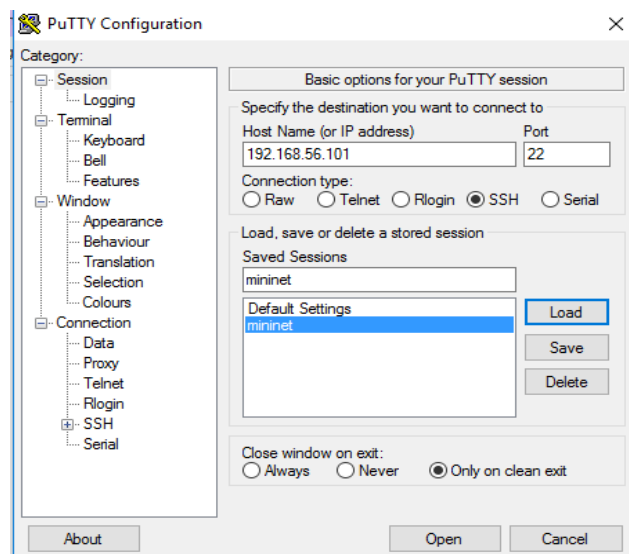 PuTTY Configuration
Category:
Session
Logging
Terminal
Keyboard
Bell
Features
Window
Appearance
Behaviour
Translation
Selection
Colours
Connection
Data
Proxy
Telnet
Rlogin
SSH
Serial
Basic options for your PuTTY session
Specify the destination you want to connect to
Host Name (or IP address) Port
192.168.56.101 22
Connection type:
Raw Telnet Rlogin SSH Serial
Load, save or delete a stored session
Saved Sessions
mininet
Default Settings
mininet
Load
Save
Delete
Close window on exit:
Always Never Only on clean exit
About Open Cancel